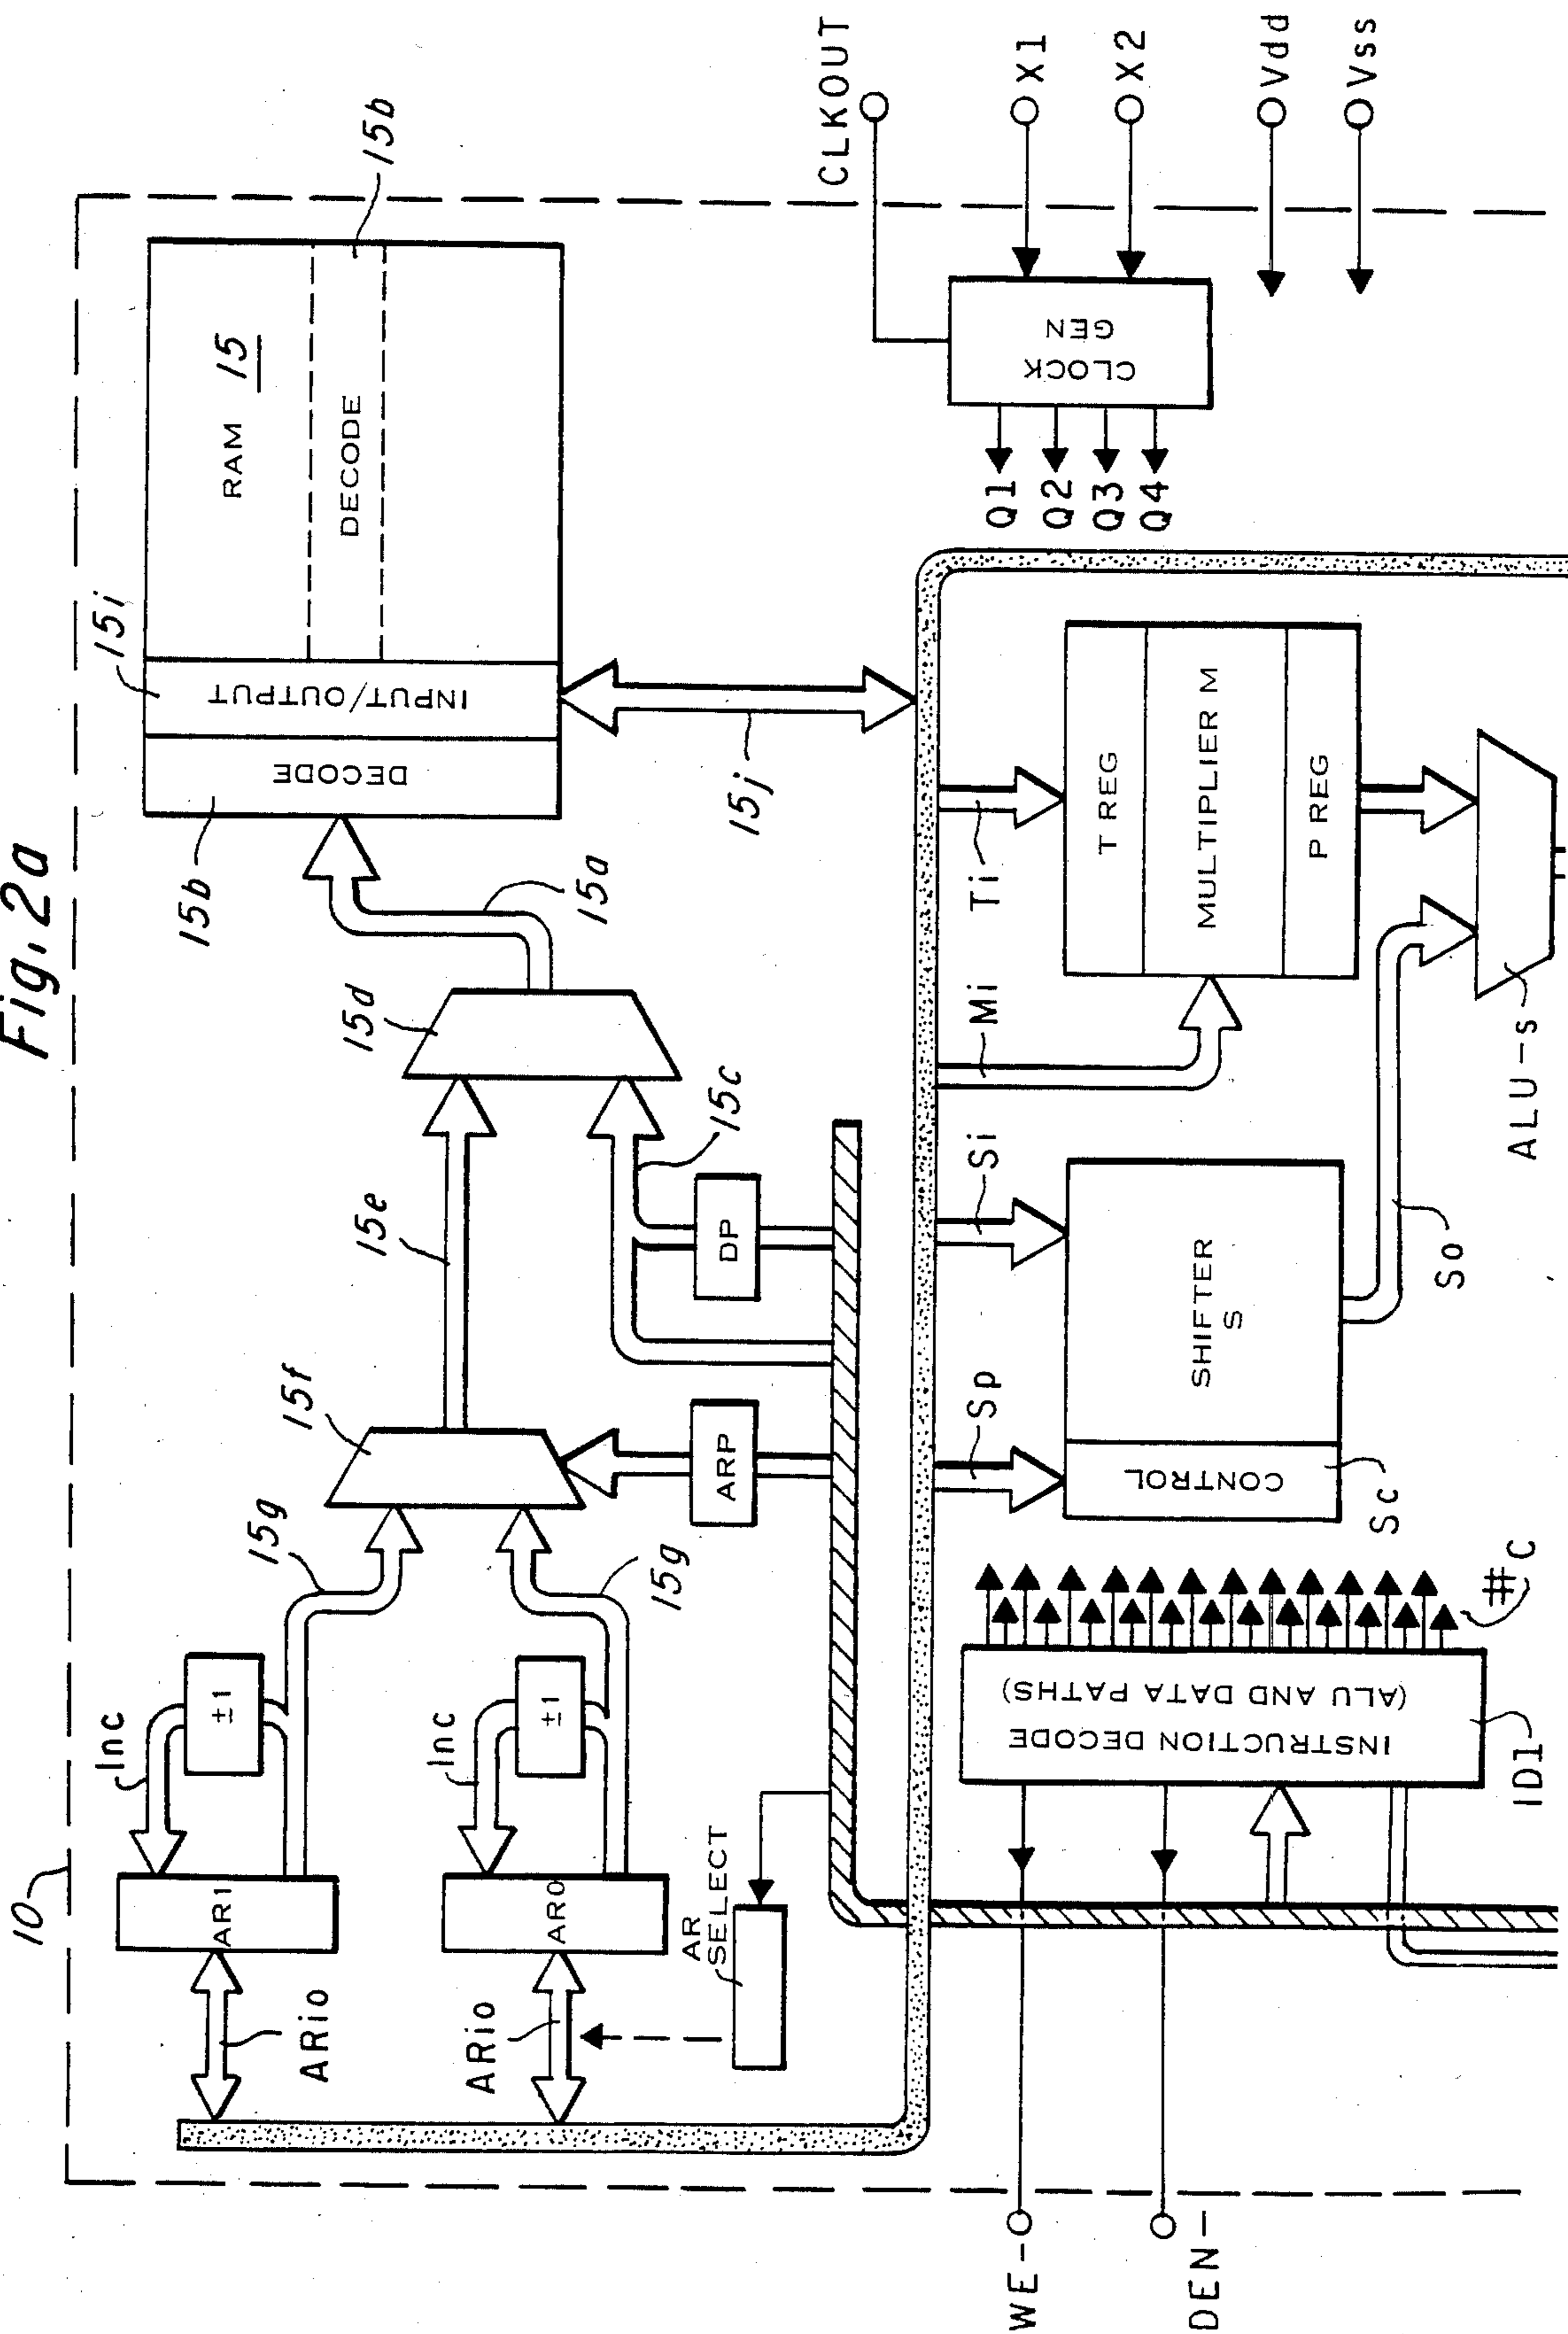 Fig. 2a
10
AR1
ARio
Inc
±1
15g
AR0
ARio
Inc
±1
15g
AR
SELECT
15f
15e
ARP
DP
15c
15d
15a
15b
DECODE
15i
INPUT/OUTPUT
RAM
15
DECODE
15b
15j
CLKOUT
X1
X2
Vdd
Vss
CLOCK
GEN
Q1
Q2
Q3
Q4
WE-
DEN-
INSTRUCTION DECODE
(ALU AND DATA PATHS)
ID1
#C
Sp
Si
CONTROL
Sc
SHIFTER
S
So
Mi
Ti
T REG
MULTIPLIER M
P REG
ALU-s